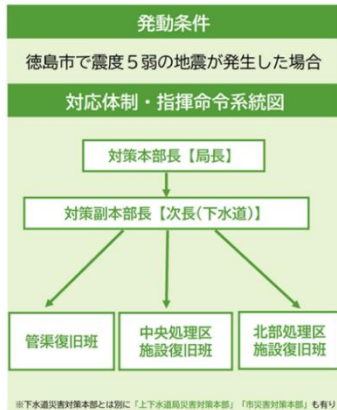 発動条件
徳島市で震度５弱の地震が発生した場合
対応体制・指揮命令系統図
対策本部長【局長】
対策副本部長【次長（下水道）】
管渠復旧班
中央処理区
施設復旧班
北部処理区
施設復旧班
※下水道災害対策本部とは別に「上下水道局災害対策本部」「市災害対策本部」も有り